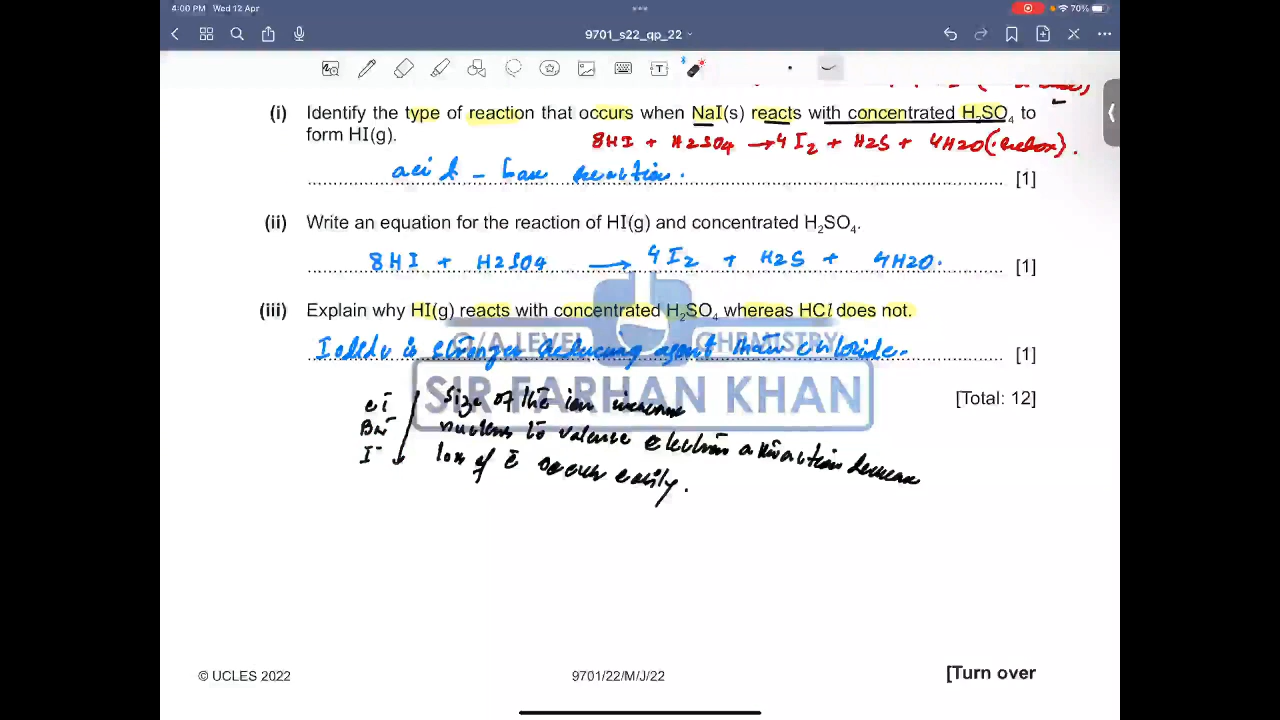 4:00 PM Wed 12 Apr
70%
9701_s22_qp_22
(i) Identify the type of reaction that occurs when NaI(s) reacts with concentrated H₂SO₄ to
form HI(g).
8HI + H2SO4 → 4I2 + H2S + 4H2O (redox).
acid - base reaction.
[1]
(ii) Write an equation for the reaction of HI(g) and concentrated H₂SO₄.
8HI + H2SO4 → 4I2 + H2S + 4H2O.
[1]
(iii) Explain why HI(g) reacts with concentrated H₂SO₄ whereas HCl does not.
O/A LEVEL CHEMISTRY
Iodide is stronger reducing agent than chloride.
[1]
SIR FARHAN KHAN
[Total: 12]
Cl⁻ size of the ion increase
Br⁻ nucleus to valence electron attraction decrease
I⁻ loss of e⁻ occur easily.
© UCLES 2022
9701/22/M/J/22
[Turn over